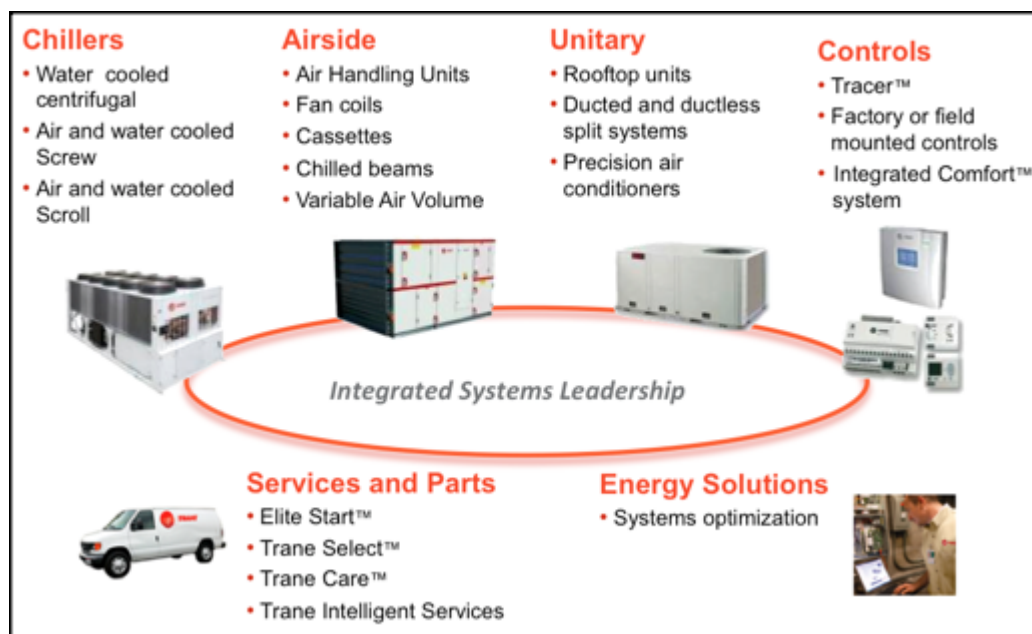 Chillers
• Water cooled
centrifugal
• Air and water cooled
Screw
• Air and water cooled
Scroll
Airside
• Air Handling Units
• Fan coils
• Cassettes
• Chilled beams
• Variable Air Volume
Unitary
• Rooftop units
• Ducted and ductless
split systems
• Precision air
conditioners
Controls
• Tracer™
• Factory or field
mounted controls
• Integrated Comfort™
system
Integrated Systems Leadership
Services and Parts
• Elite Start™
• Trane Select™
• Trane Care™
• Trane Intelligent Services
Energy Solutions
• Systems optimization
TRANE